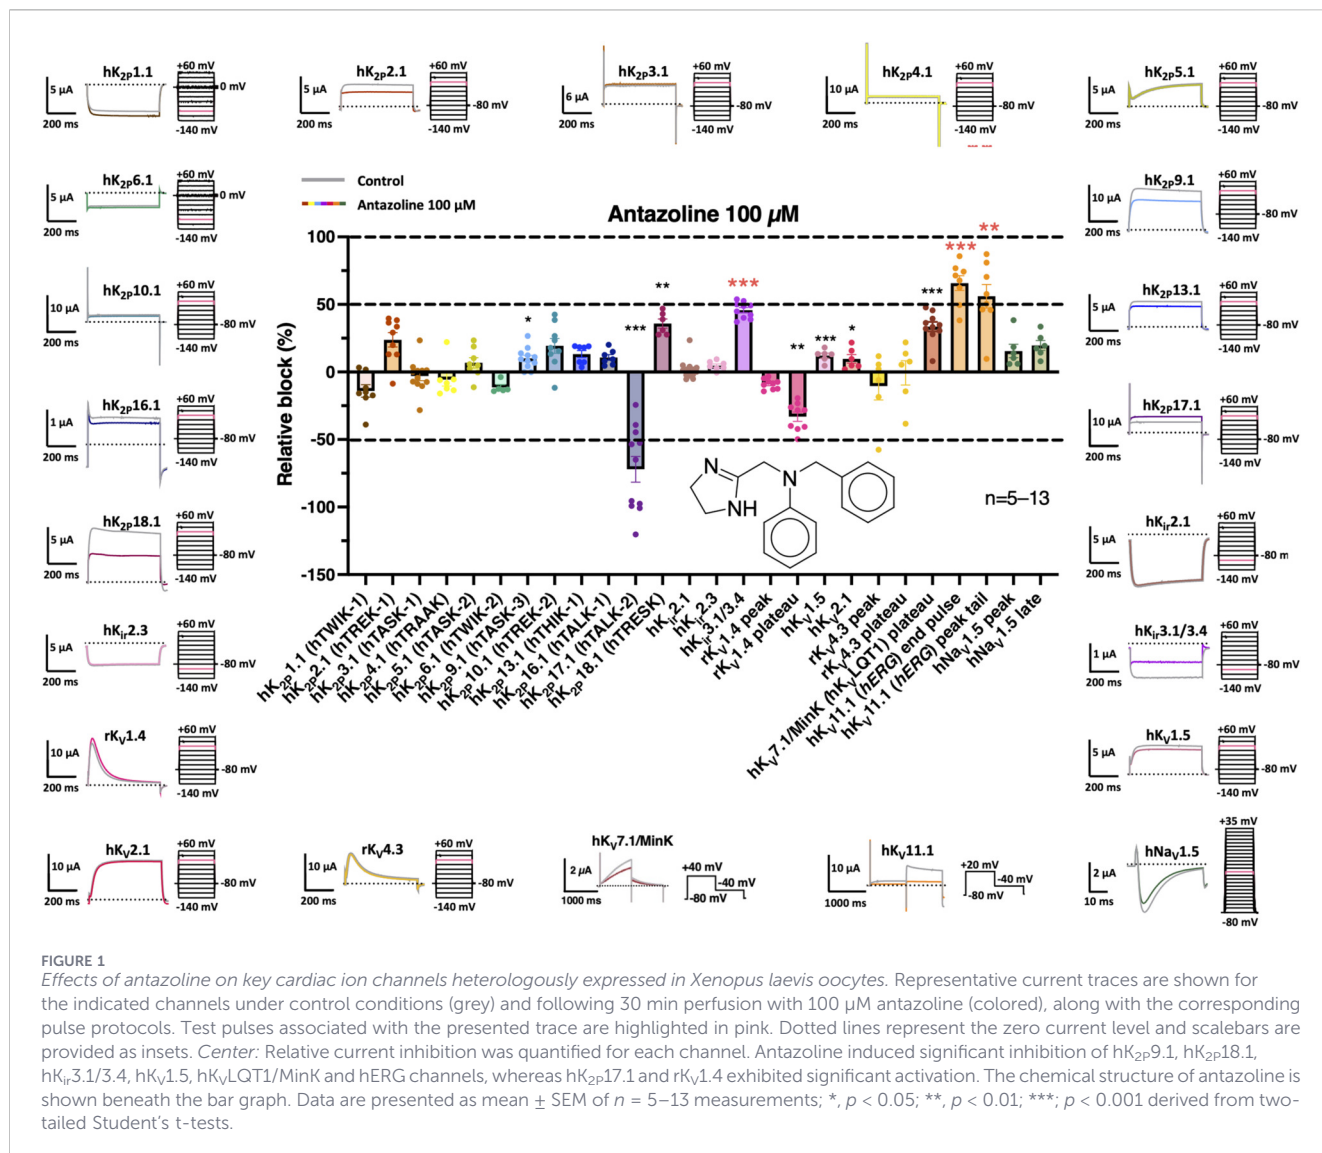 hK2P1.1
+60 mV
0 mV
-140 mV
5 µA
200 ms
hK2P2.1
+60 mV
-80 mV
-140 mV
5 µA
200 ms
hK2P3.1
+60 mV
-80 mV
-140 mV
6 µA
200 ms
hK2P4.1
+60 mV
-80 mV
-140 mV
10 µA
200 ms
hK2P5.1
+60 mV
-80 mV
-140 mV
5 µA
200 ms
hK2P6.1
+60 mV
0 mV
-140 mV
5 µA
200 ms
hK2P10.1
+60 mV
-80 mV
-140 mV
10 µA
200 ms
hK2P16.1
+60 mV
-80 mV
-140 mV
1 µA
200 ms
hK2P18.1
+60 mV
-80 mV
-140 mV
5 µA
200 ms
hKir2.3
+60 mV
-80 mV
-140 mV
5 µA
200 ms
rKV1.4
+60 mV
-80 mV
-140 mV
10 µA
200 ms
Control
Antazoline 100 µM
Antazoline 100 µM
Relative block (%)
100
50
0
-50
-100
-150
*
***
**
***
**
***
*
***
***
**
N
N
NH
n=5–13
hK2P1.1 (hTWIK-1)
hK2P2.1 (hTREK-1)
hK2P3.1 (hTASK-1)
hK2P4.1 (hTRAAK)
hK2P5.1 (hTASK-2)
hK2P6.1 (hTWIK-2)
hK2P9.1 (hTASK-3)
hK2P10.1 (hTREK-2)
hK2P13.1 (hTHIK-1)
hK2P16.1 (hTALK-1)
hK2P17.1 (hTALK-2)
hK2P18.1 (hTRESK)
hKir2.1
hKir2.3
hKir3.1/3.4
rKV1.4 peak
rKV1.4 plateau
hKV1.5
hKV2.1
rKV4.3 peak
rKV4.3 plateau
hKV7.1/MinK (hKVLQT1) plateau
hKV11.1 (hERG) end pulse
hKV11.1 (hERG) peak tail
hNaV1.5 peak
hNaV1.5 late
hK2P9.1
+60 mV
-80 mV
-140 mV
10 µA
200 ms
hK2P13.1
+60 mV
-80 mV
-140 mV
5 µA
200 ms
hK2P17.1
+60 mV
-80 mV
-140 mV
10 µA
200 ms
hKir2.1
+60 mV
-80 m
-140 mV
5 µA
200 ms
hKir3.1/3.4
+60 mV
-80 mV
-140 mV
1 µA
200 ms
hKV1.5
+60 mV
-80 mV
-140 mV
5 µA
200 ms
hKV2.1
+60 mV
-80 mV
-140 mV
10 µA
200 ms
rKV4.3
+60 mV
-80 mV
-140 mV
10 µA
200 ms
hKV7.1/MinK
+40 mV
-40 mV
-80 mV
2 µA
1000 ms
hKV11.1
+20 mV
-40 mV
-80 mV
10 µA
1000 ms
hNaV1.5
+35 mV
-80 mV
2 µA
10 ms
FIGURE 1
Effects of antazoline on key cardiac ion channels heterologously expressed in Xenopus laevis oocytes. Representative current traces are shown for
the indicated channels under control conditions (grey) and following 30 min perfusion with 100 µM antazoline (colored), along with the corresponding
pulse protocols. Test pulses associated with the presented trace are highlighted in pink. Dotted lines represent the zero current level and scalebars are
provided as insets. Center: Relative current inhibition was quantified for each channel. Antazoline induced significant inhibition of hK2P9.1, hK2P18.1,
hKir3.1/3.4, hKV1.5, hKVLQT1/MinK and hERG channels, whereas hK2P17.1 and rKV1.4 exhibited significant activation. The chemical structure of antazoline is
shown beneath the bar graph. Data are presented as mean ± SEM of n = 5–13 measurements; *, p < 0.05; **, p < 0.01; ***; p < 0.001 derived from two-
tailed Student's t-tests.